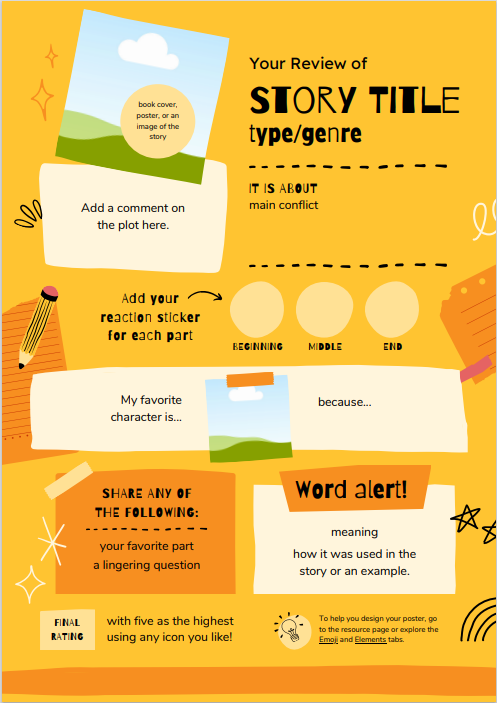 Your Review of
STORY TITLE
type/genre
book cover,
poster, or an
image of the
story
IT IS ABOUT
main conflict
Add a comment on
the plot here.
Add your
reaction sticker
for each part
BEGINNING
MIDDLE
END
My favorite
character is...
because...
SHARE ANY OF
THE FOLLOWING:
your favorite part
a lingering question
Word alert!
meaning
how it was used in the
story or an example.
FINAL
RATING
with five as the highest
using any icon you like!
To help you design your poster, go
to the resource page or explore the
Emoji and Elements tabs.